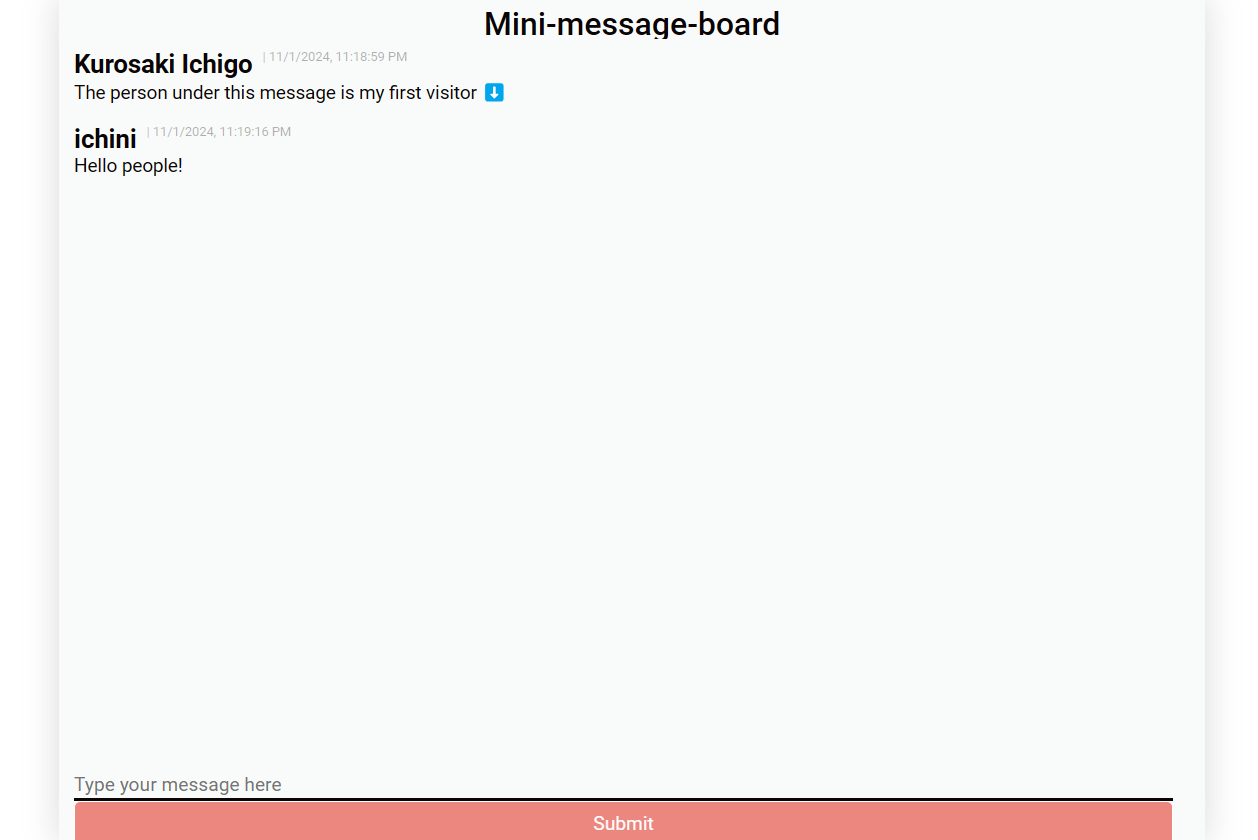 Mini-message-board
Kurosaki Ichigo | 11/1/2024, 11:18:59 PM
The person under this message is my first visitor ⬇️
ichini | 11/1/2024, 11:19:16 PM
Hello people!
Type your message here
Submit